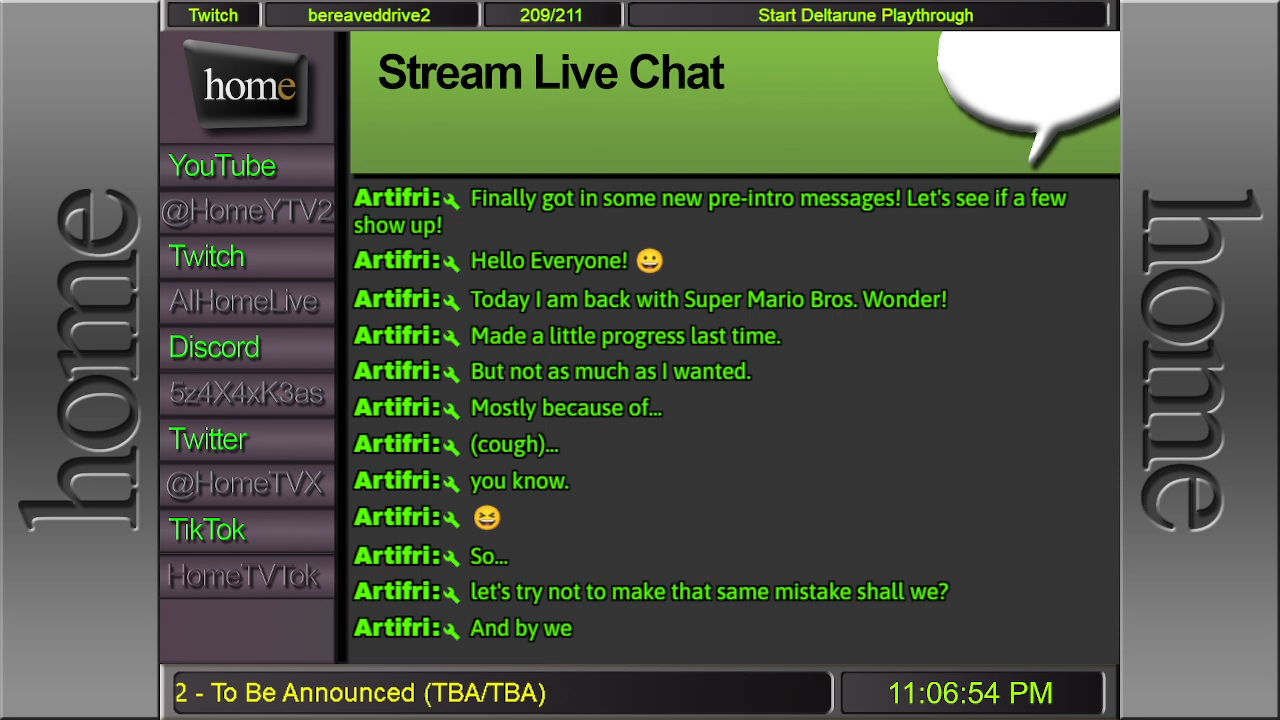 Twitch
bereaveddrive2
209/211
Start Deltarune Playthrough
home
home
home
Stream Live Chat
YouTube
@HomeYTV2
Twitch
AIHomeLive
Discord
5z4X4xK3as
Twitter
@HomeTVX
TikTok
HomeTVTok
Artifri: Finally got in some new pre-intro messages! Let's see if a few
show up!
Artifri: Hello Everyone! 😀
Artifri: Today I am back with Super Mario Bros. Wonder!
Artifri: Made a little progress last time.
Artifri: But not as much as I wanted.
Artifri: Mostly because of...
Artifri: (cough)...
Artifri: you know.
Artifri: 😆
Artifri: So...
Artifri: let's try not to make that same mistake shall we?
Artifri: And by we
2 - To Be Announced (TBA/TBA)
11:06:54 PM